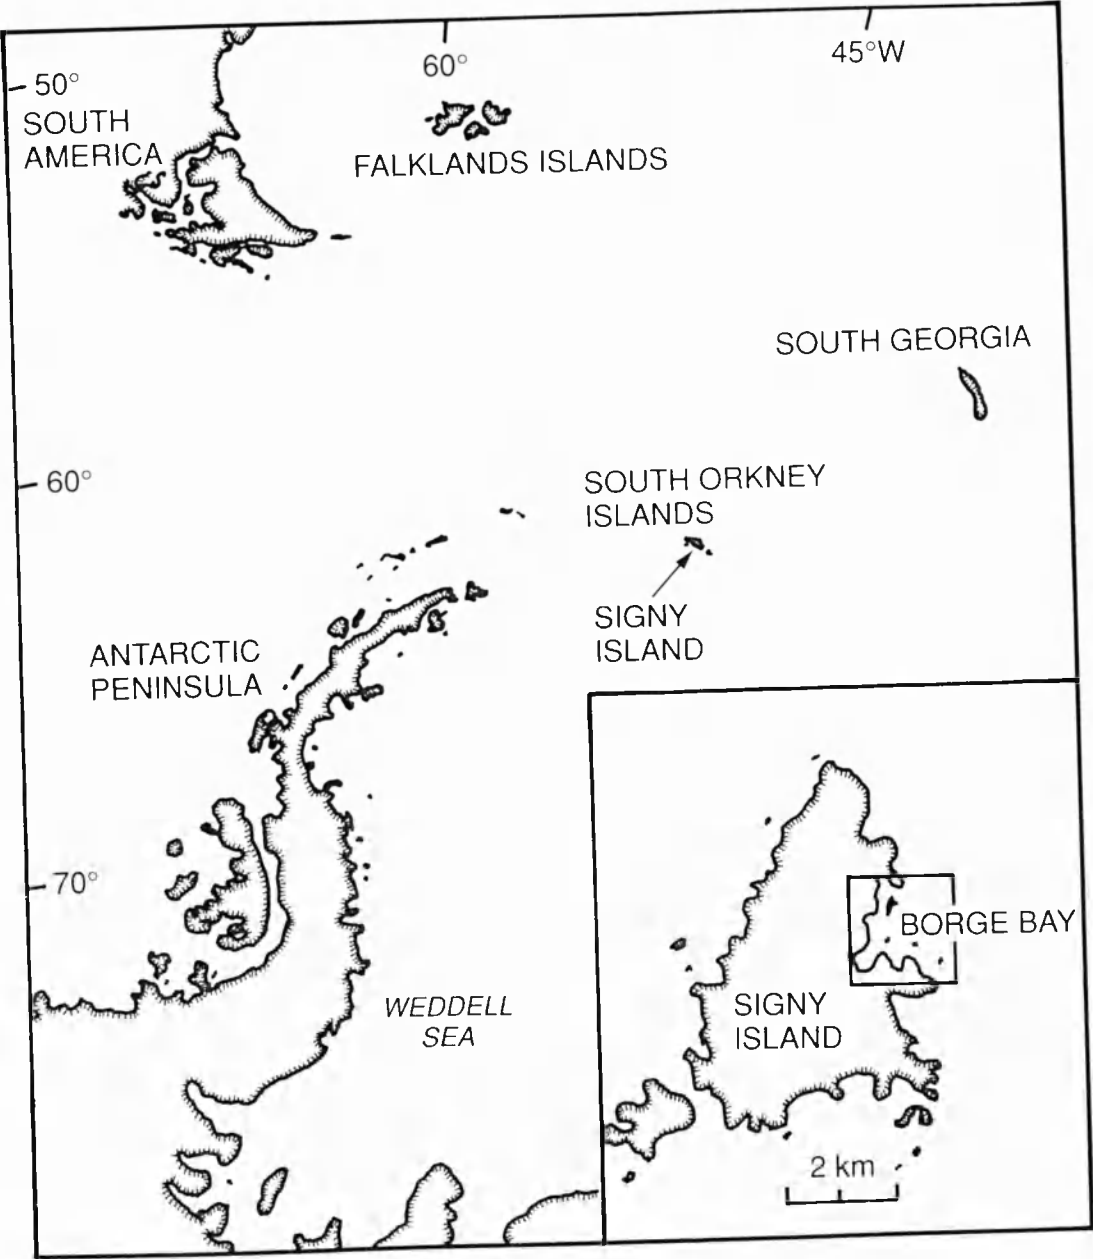 60°
45°W
50°
SOUTH
AMERICA
FALKLANDS ISLANDS
SOUTH GEORGIA
60°
SOUTH ORKNEY
ISLANDS
SIGNY
ISLAND
ANTARCTIC
PENINSULA
70°
BORGE BAY
WEDDELL
SEA
SIGNY
ISLAND
2 km